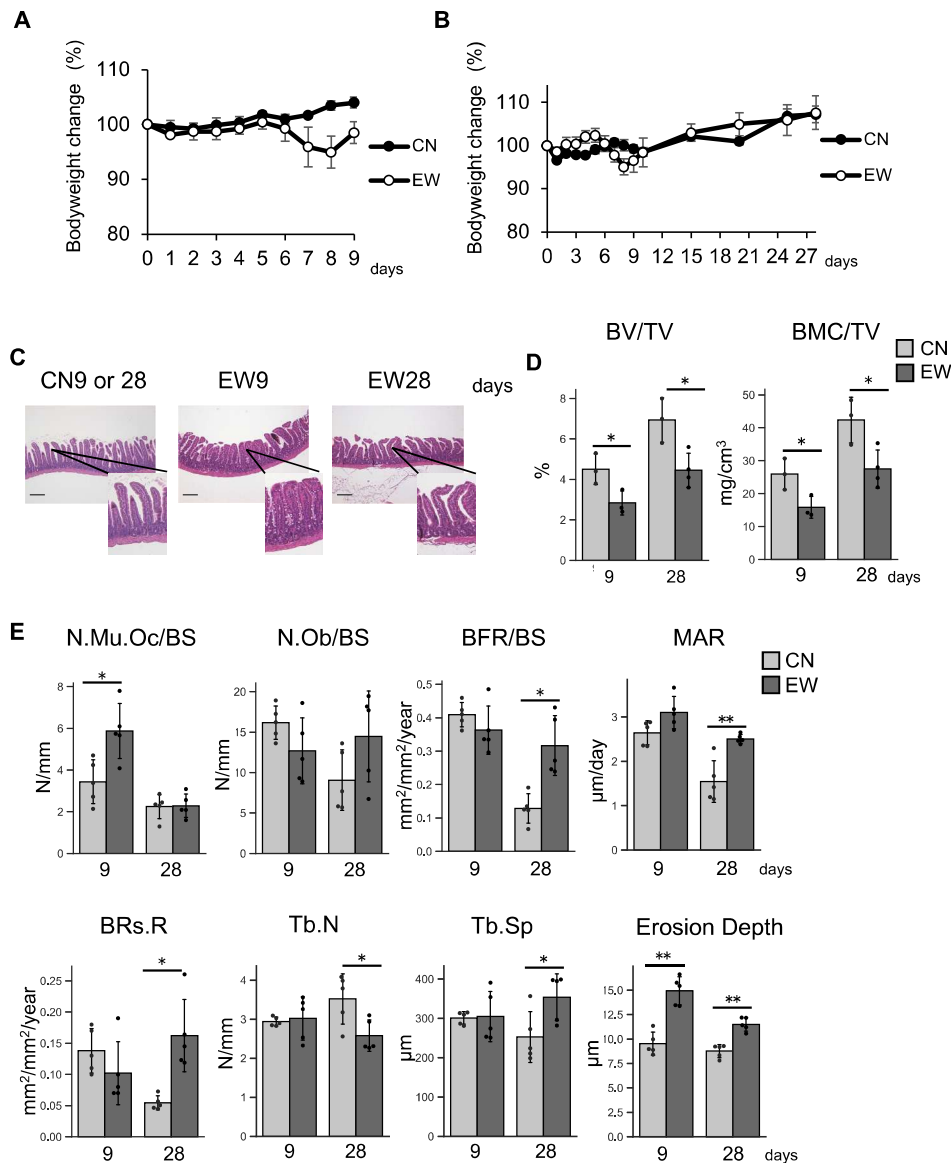 A
B
Bodyweight change (%)
110
100
90
80
0 1 2 3 4 5 6 7 8 9 days
CN
EW
Bodyweight change (%)
110
100
90
80
0 3 6 9 12 15 18 21 24 27 days
CN
EW
C
CN9 or 28 EW9 EW28 days
D
BV/TV BMC/TV
CN
EW
%
8
6
4
2
0
* *
9 28
mg/cm3
50
40
30
20
10
0
* *
9 28 days
E
N.Mu.Oc/BS N.Ob/BS BFR/BS MAR
CN
EW
N/mm
8
6
4
2
0
*
9 28
N/mm
15
10
5
0
9 28
mm2/mm2/year
0.5
0.4
0.3
0.2
0.1
0.0
*
9 28
µm/day
3
2
1
0
**
9 28 days
BRs.R Tb.N Tb.Sp Erosion Depth
mm2/mm2/year
0.25
0.20
0.15
0.10
0.05
0.00
*
9 28
N/mm
4
3
2
1
0
*
9 28
µm
400
300
200
100
0
*
9 28
µm
15.0
12.5
10.0
7.5
5.0
2.5
0.0
** **
9 28 days